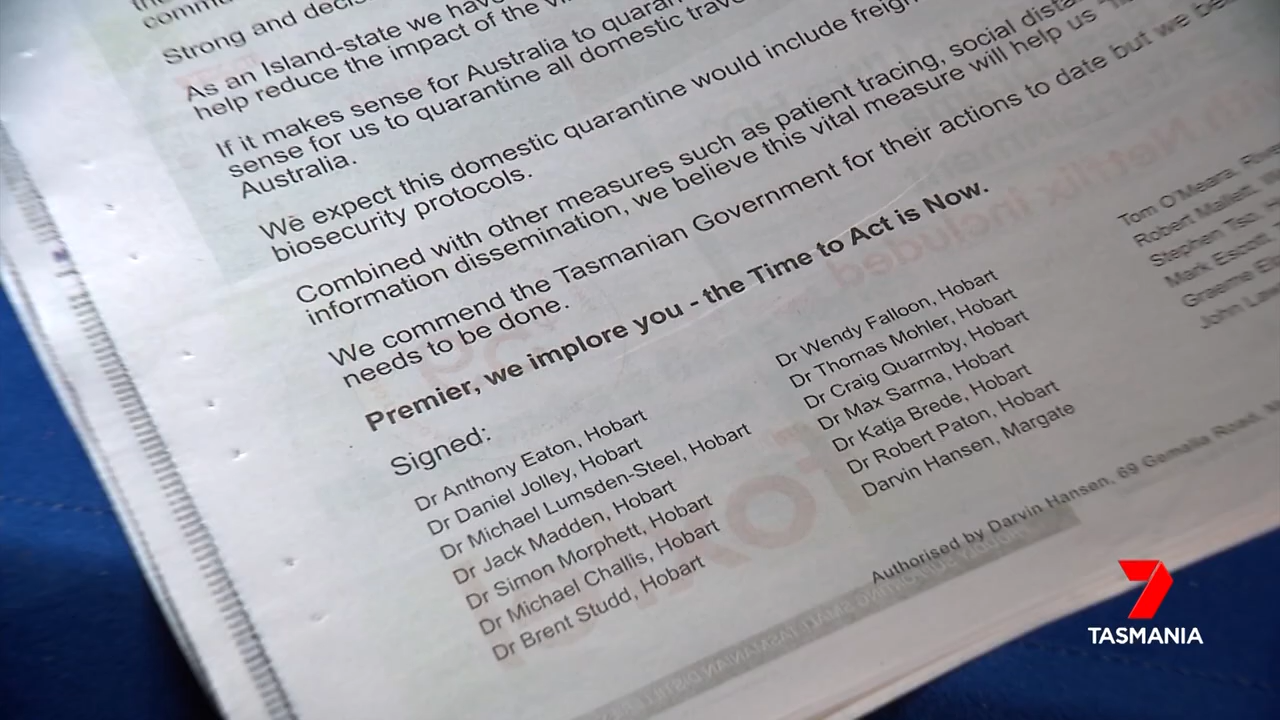 Strong and
As an Island-state we have
help reduce the impact of the
If it makes sense for Australia to
sense for us to quarantine all domestic
Australia.
We expect this domestic quarantine would include
biosecurity protocols.
Combined with other measures such as patient tracing, social
information dissemination, we believe this vital measure will help us
We commend the Tasmanian Government for their actions to date but we
needs to be done.
Premier, we implore you - the Time to Act is Now.
Signed:
Dr Anthony Eaton, Hobart
Dr Daniel Jolley, Hobart
Dr Michael Lumsden-Steel, Hobart
Dr Jack Madden, Hobart
Dr Simon Morphett, Hobart
Dr Michael Challis, Hobart
Dr Brent Studd, Hobart
Dr Wendy Falloon, Hobart
Dr Thomas Mohler, Hobart
Dr Craig Quarmby, Hobart
Dr Max Sarma, Hobart
Dr Katja Brede, Hobart
Dr Robert Paton, Hobart
Darvin Hansen, Margate
Tom O'Meara,
Robert Mallett,
Stephen Tso,
Mark Escott,
Graeme
John
Authorised by Darvin Hansen, 69 Gemalla Road,
7
TASMANIA